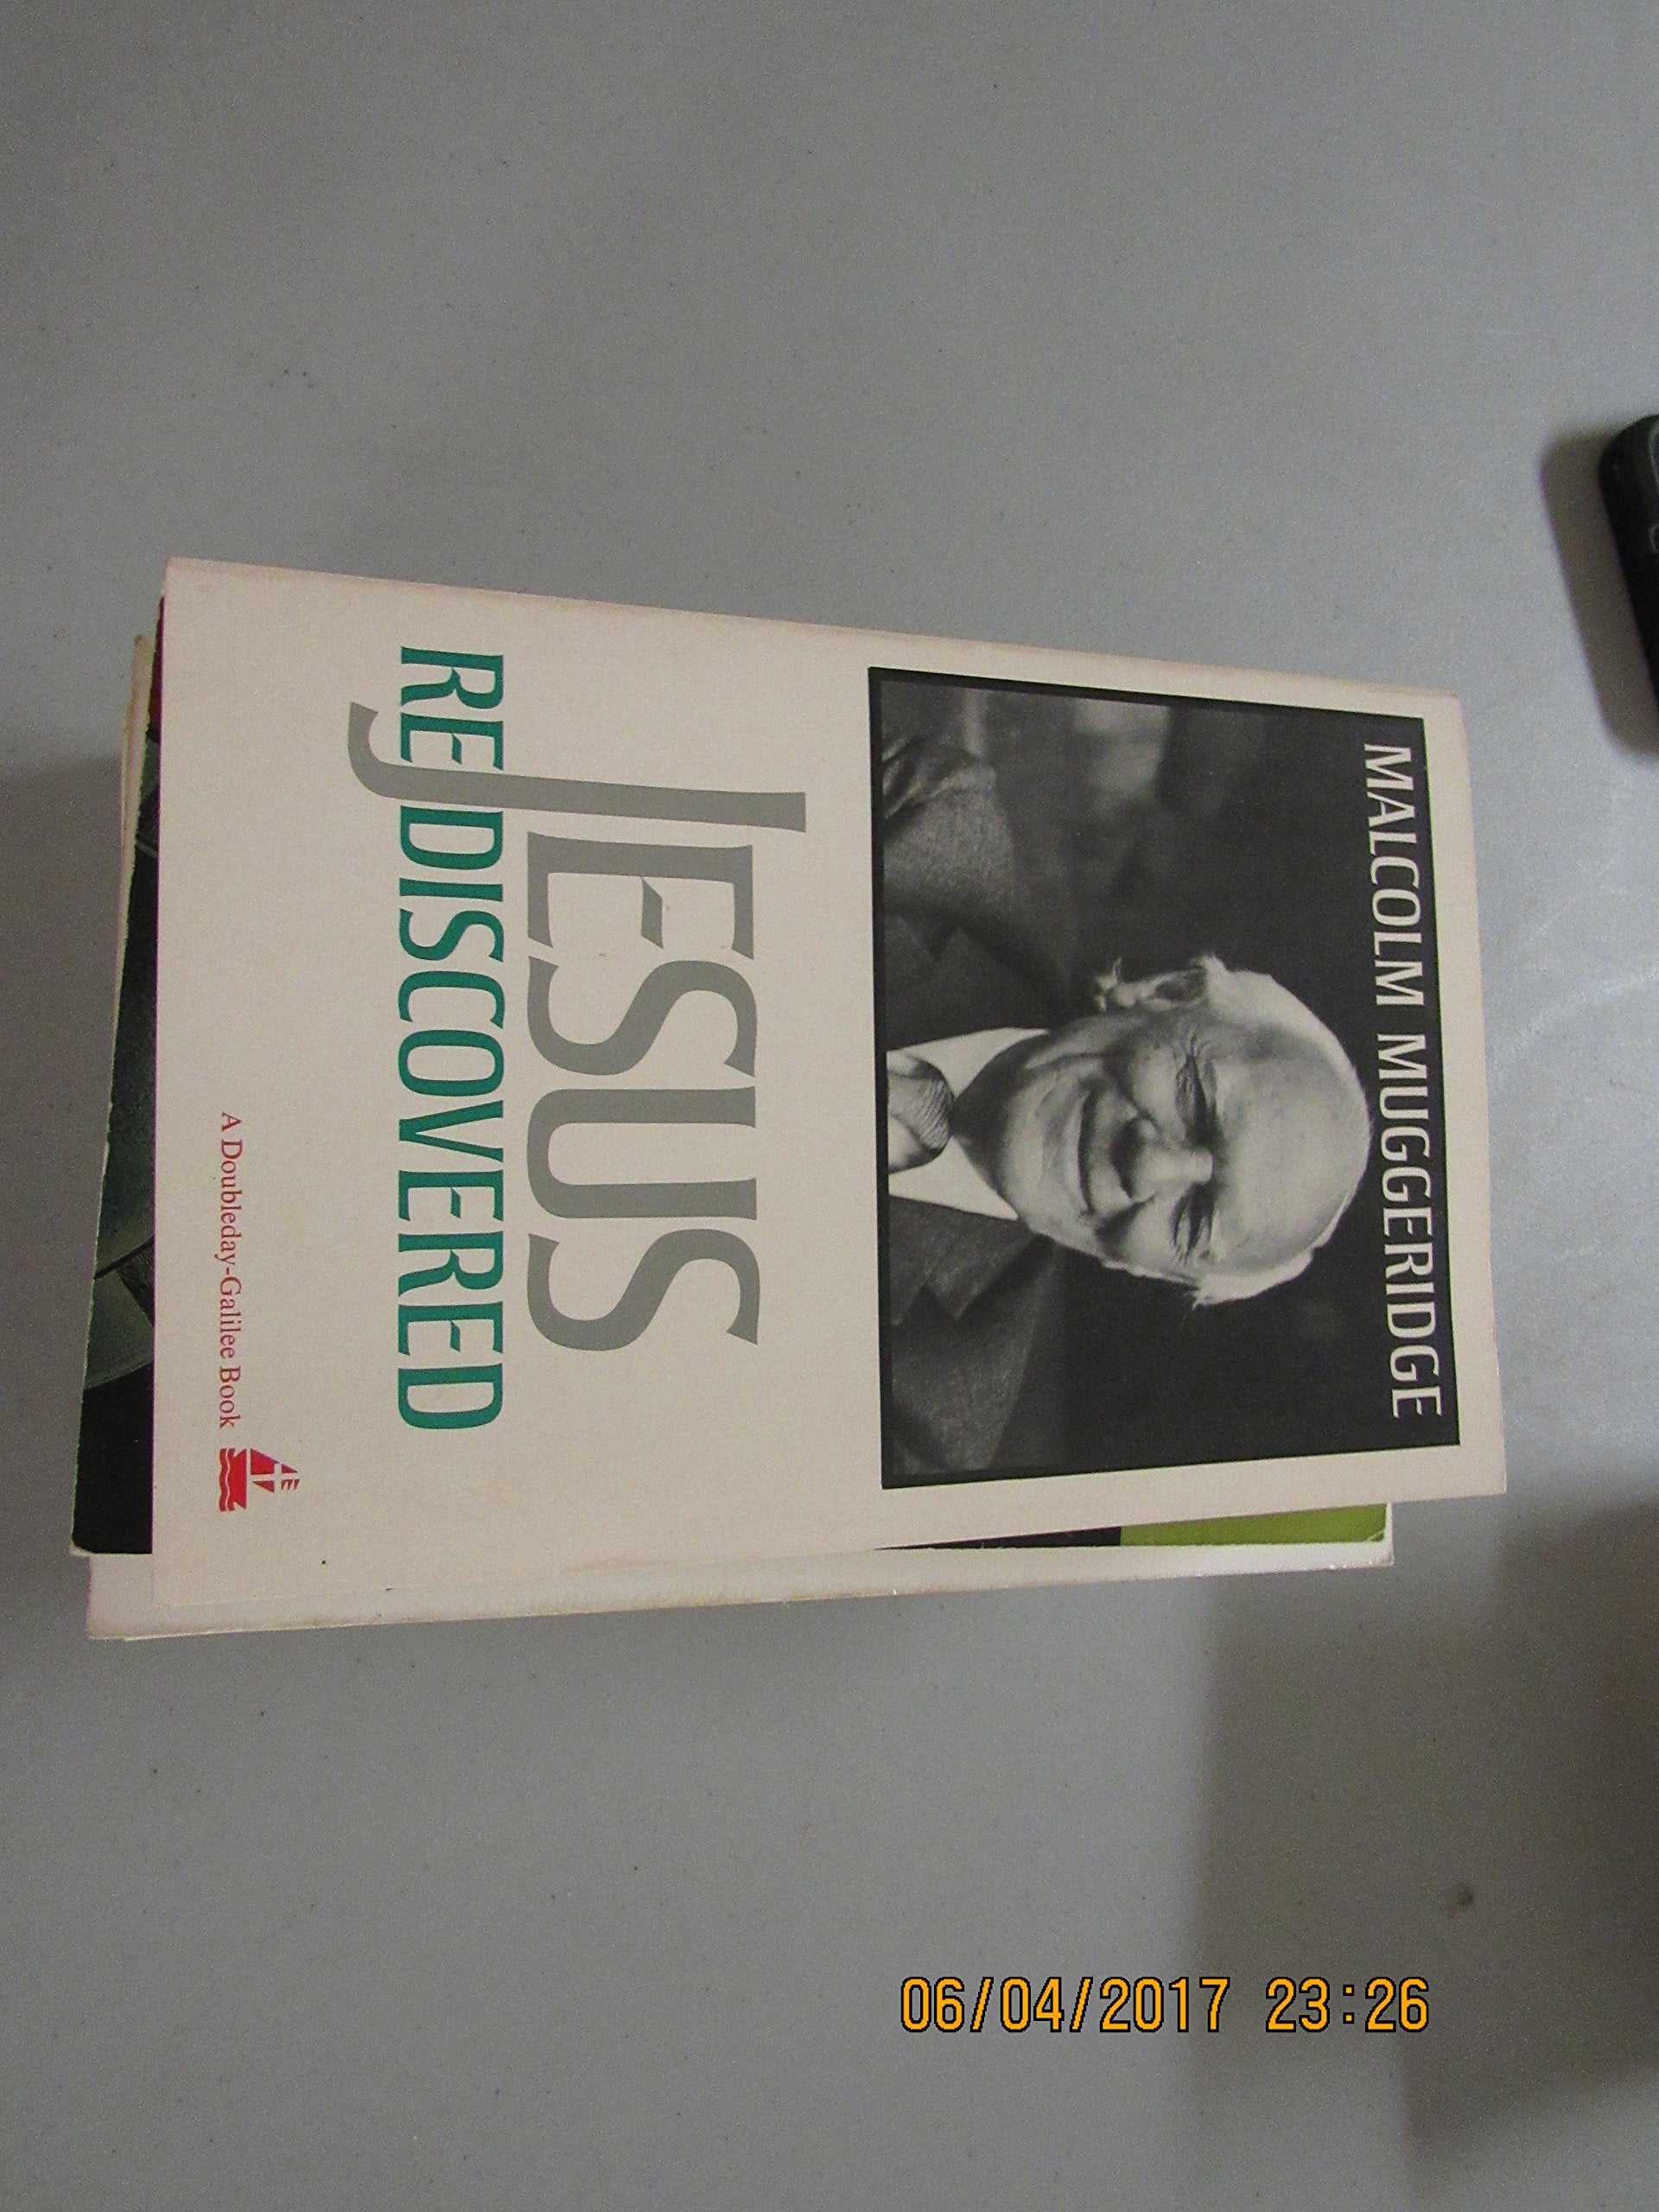 MALCOLM MUGGERIDGE
JESUS
REDISCOVERED
A Doubleday-Galilee Book
06/04/2017 23:26